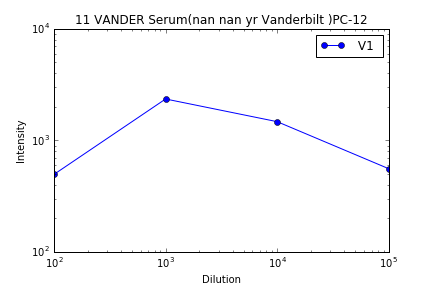 11 VANDER Serum(nan nan yr Vanderbilt )PC-12
V1
Intensity
10^4
10^3
10^2
10^2 10^3 10^4 10^5
Dilution